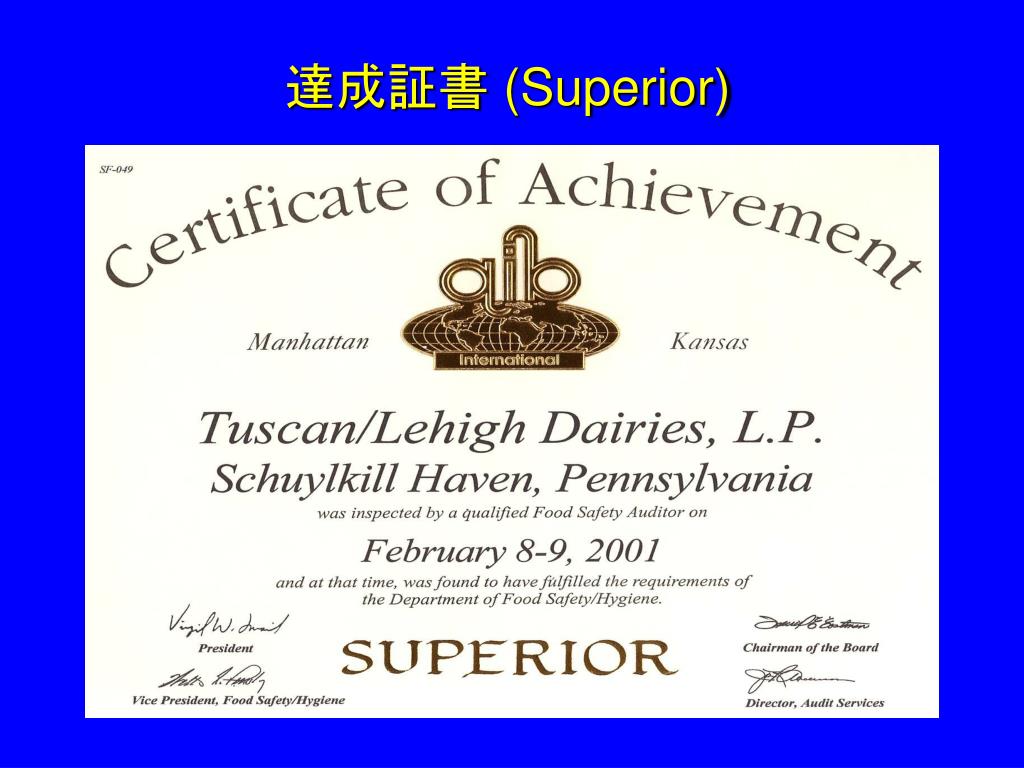 達成証書 (Superior)
SF-049
Certificate of Achievement
aib
International
Manhattan Kansas
Tuscan/Lehigh Dairies, L.P.
Schuylkill Haven, Pennsylvania
was inspected by a qualified Food Safety Auditor on
February 8-9, 2001
and at that time, was found to have fulfilled the requirements of
the Department of Food Safety/Hygiene.
President
Chairman of the Board
SUPERIOR
Vice President, Food Safety/Hygiene
Director, Audit Services